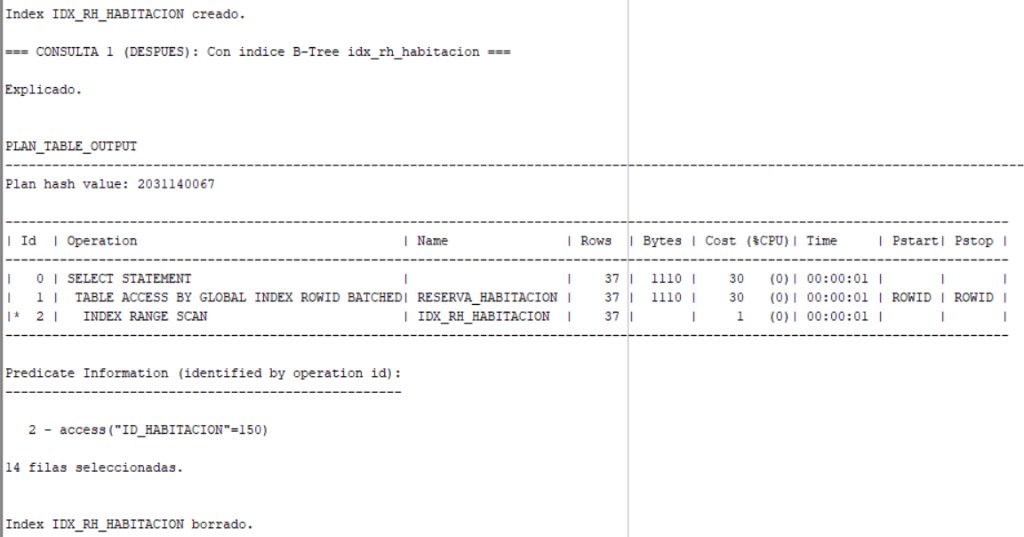 Index IDX_RH_HABITACION creado.
=== CONSULTA 1 (DESPUES): Con indice B-Tree idx_rh_habitacion ===
Explicado.
PLAN_TABLE_OUTPUT
------------------------------------------------------------------------------------------------------------------------------------
Plan hash value: 2031140067
----------------------------------------------------------------------------------------------------------------------------------
| Id  | Operation                                  | Name               | Rows  | Bytes | Cost (%CPU)| Time     | Pstart| Pstop |
----------------------------------------------------------------------------------------------------------------------------------
|   0 | SELECT STATEMENT                           |                    |    37 |  1110 |    30   (0)| 00:00:01 |       |       |
|   1 |  TABLE ACCESS BY GLOBAL INDEX ROWID BATCHED| RESERVA_HABITACION |    37 |  1110 |    30   (0)| 00:00:01 | ROWID | ROWID |
|*  2 |   INDEX RANGE SCAN                         | IDX_RH_HABITACION  |    37 |       |     1   (0)| 00:00:01 |       |       |
----------------------------------------------------------------------------------------------------------------------------------
Predicate Information (identified by operation id):
---------------------------------------------------
2 - access("ID_HABITACION"=150)
14 filas seleccionadas.
Index IDX_RH_HABITACION borrado.